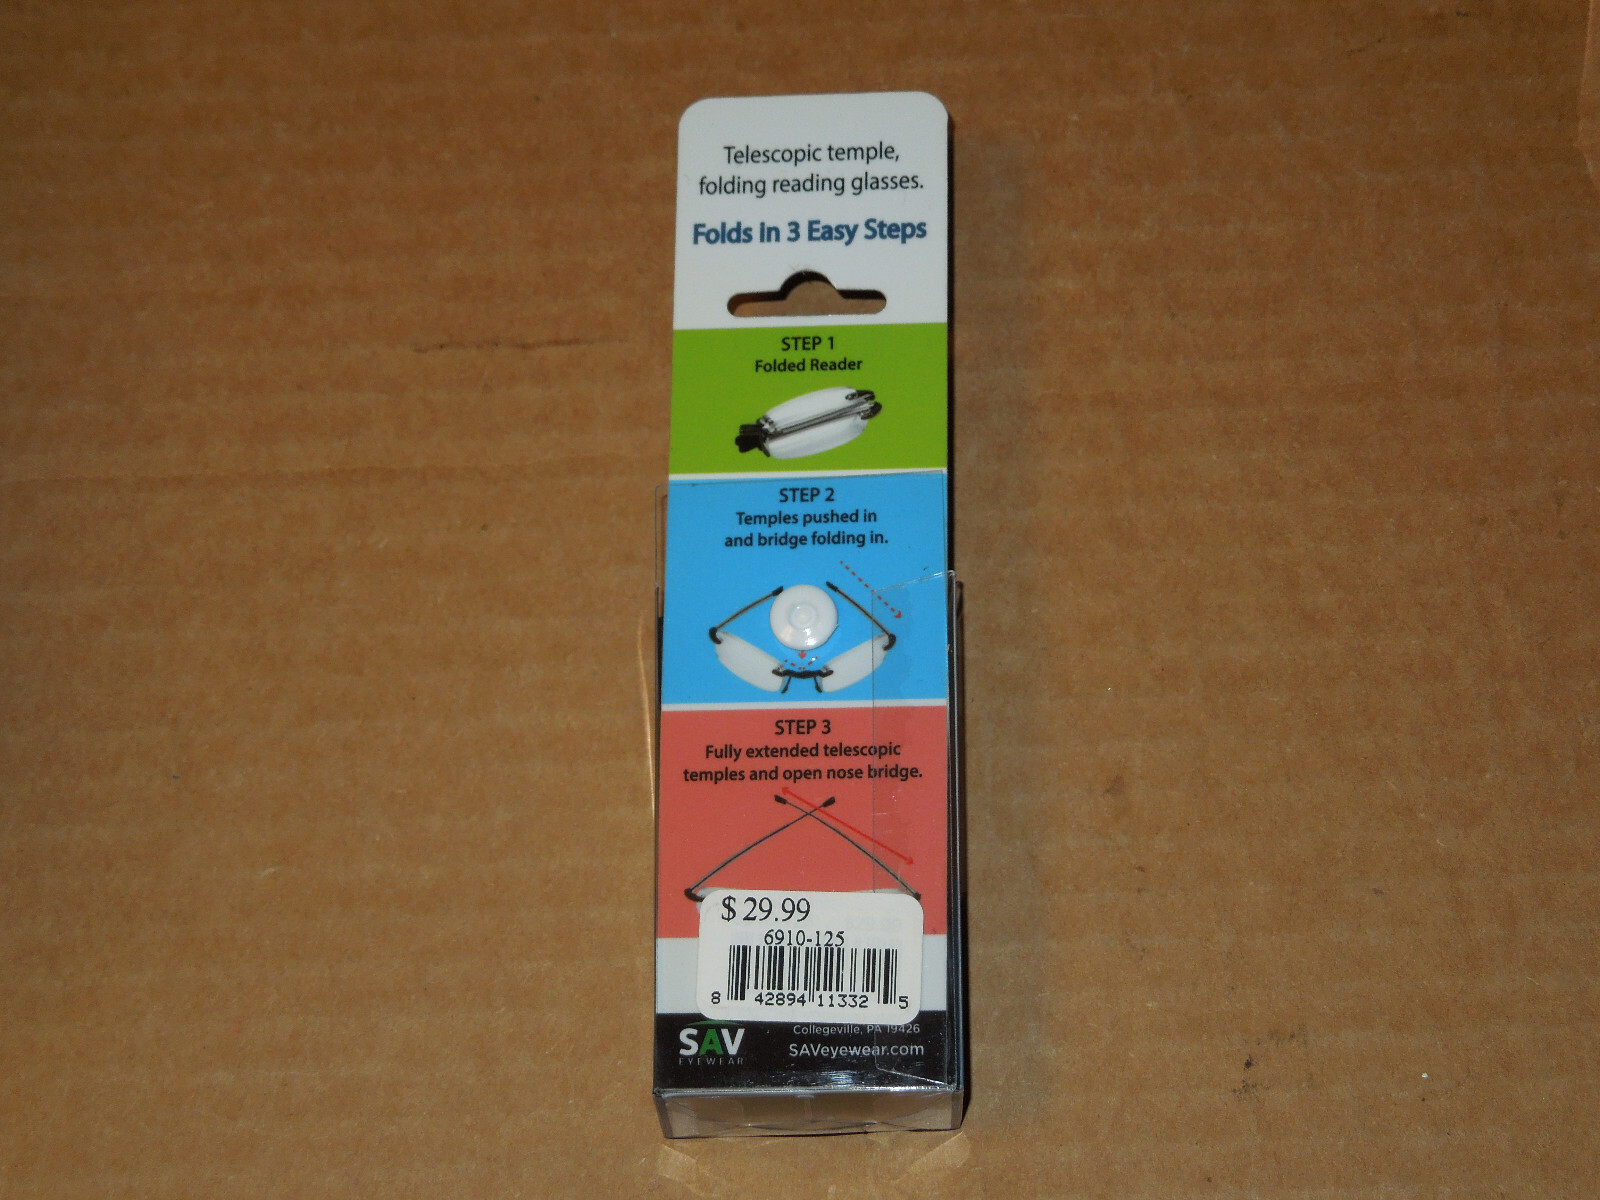 Telescopic temple,
folding reading glasses.
Folds in 3 Easy Steps
STEP 1
Folded Reader
STEP 2
Temples pushed in
and bridge folding in.
STEP 3
Fully extended telescopic
temples and open nose bridge.
$ 29.99
6910-125
8 42894 11332 5
SAV
EYEWEAR
Collegeville, PA 19426
SAVeyewear.com